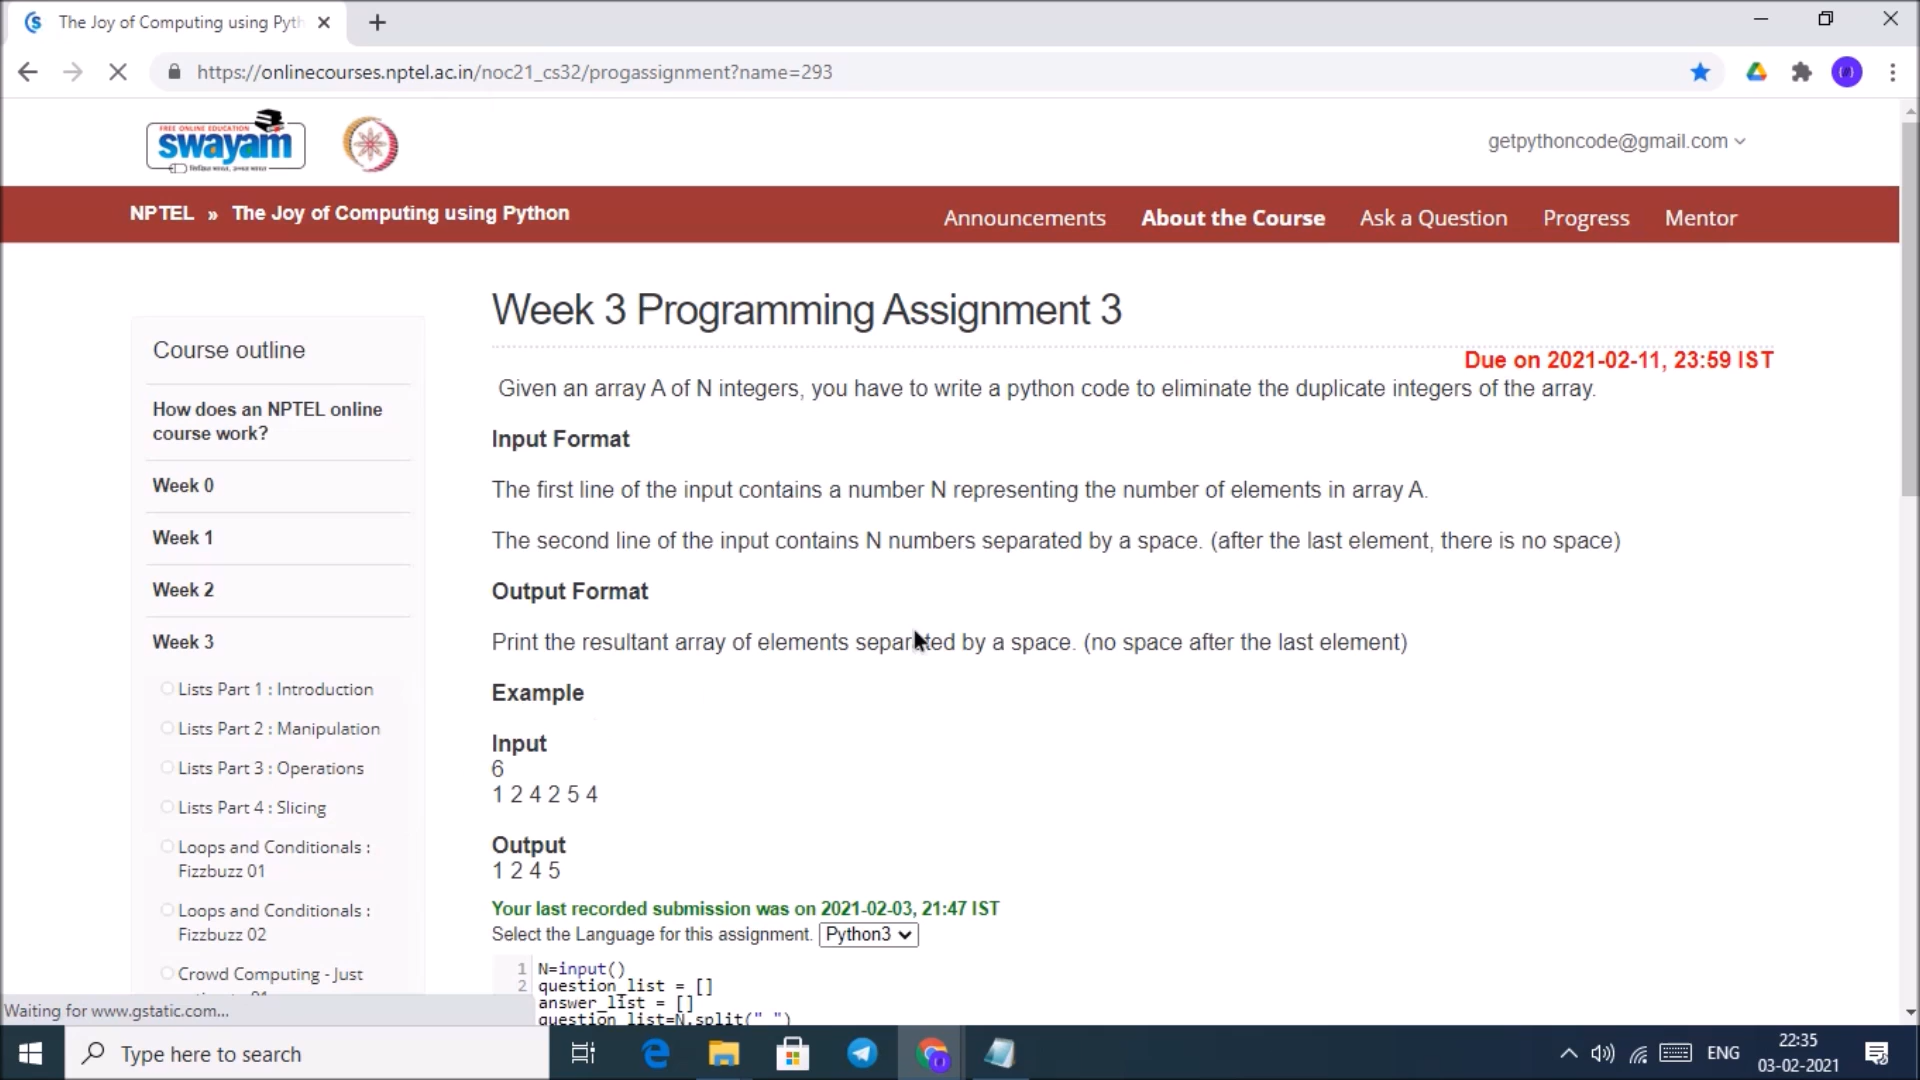 The Joy of Computing using Pyth
https://onlinecourses.nptel.ac.in/noc21_cs32/progassignment?name=293
FREE ONLINE EDUCATION
swayam
getpythoncode@gmail.com
NPTEL » The Joy of Computing using Python
Announcements About the Course Ask a Question Progress Mentor
Course outline
How does an NPTEL online
course work?
Week 0
Week 1
Week 2
Week 3
Lists Part 1 : Introduction
Lists Part 2 : Manipulation
Lists Part 3 : Operations
Lists Part 4 : Slicing
Loops and Conditionals :
Fizzbuzz 01
Loops and Conditionals :
Fizzbuzz 02
Crowd Computing - Just
Week 3 Programming Assignment 3
Due on 2021-02-11, 23:59 IST
Given an array A of N integers, you have to write a python code to eliminate the duplicate integers of the array.
Input Format
The first line of the input contains a number N representing the number of elements in array A.
The second line of the input contains N numbers separated by a space. (after the last element, there is no space)
Output Format
Print the resultant array of elements separated by a space. (no space after the last element)
Example
Input
6
1 2 4 2 5 4
Output
1 2 4 5
Your last recorded submission was on 2021-02-03, 21:47 IST
Select the Language for this assignment. Python3
1 N=input()
2 question_list = []
answer_list = []
question_list=N.split(" ")
Waiting for www.gstatic.com...
Type here to search
ENG
22:35
03-02-2021